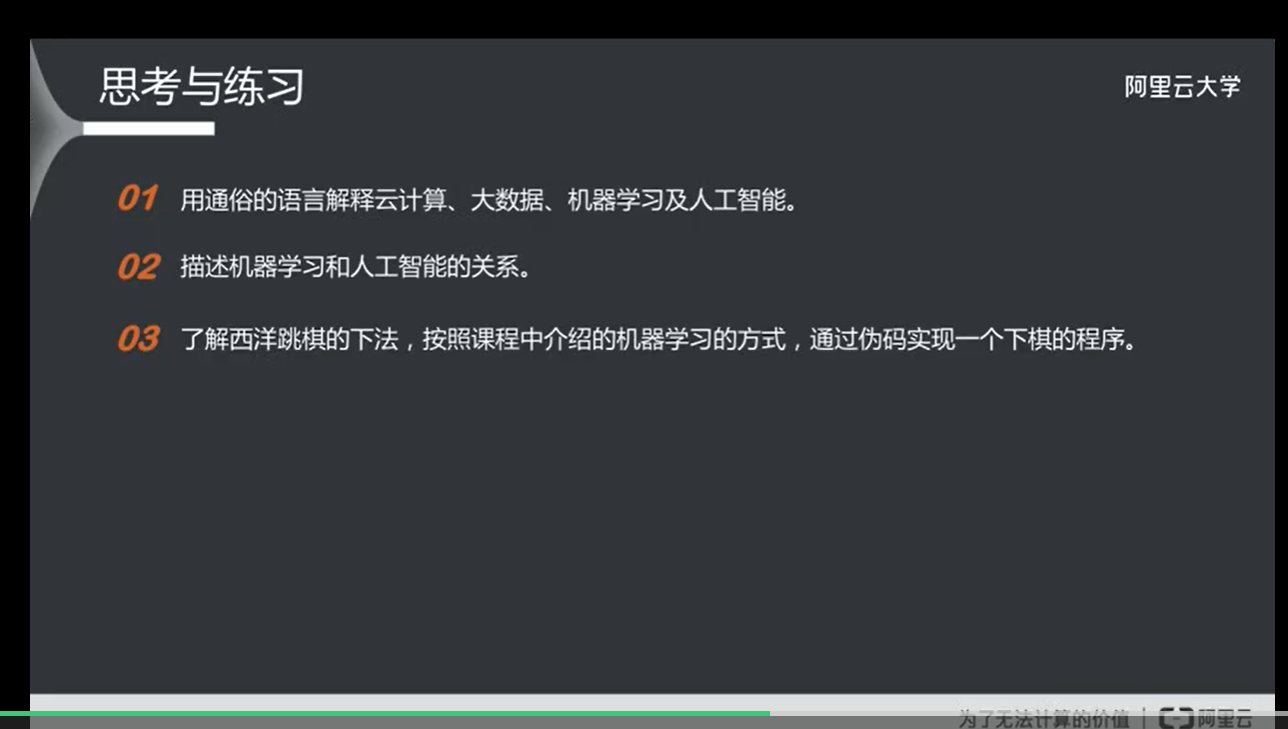 思考与练习
阿里云大学
01 用通俗的语言解释云计算、大数据、机器学习及人工智能。
02 描述机器学习和人工智能的关系。
03 了解西洋跳棋的下法，按照课程中介绍的机器学习的方式，通过伪码实现一个下棋的程序。
为了无法计算的价值 | 阿里云